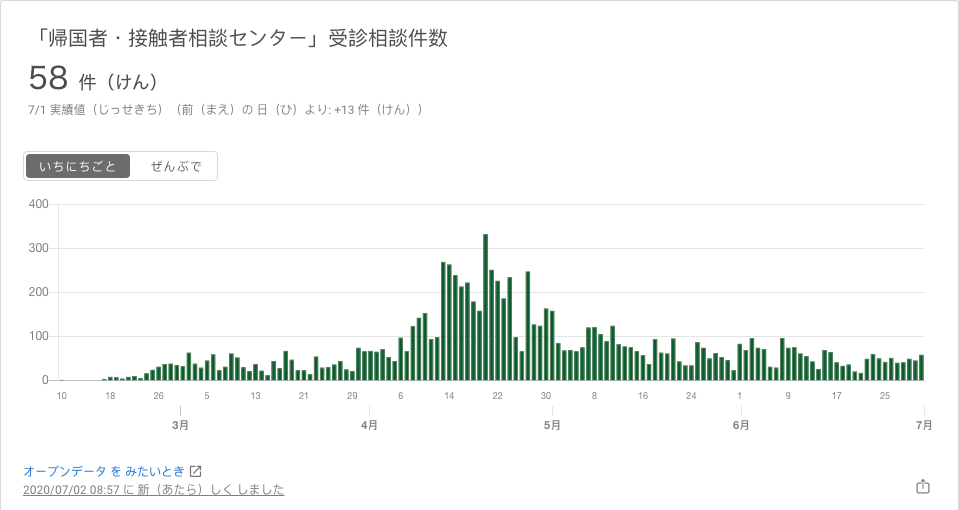 「帰国者・接触者相談センター」受診相談件数
58 件（けん）
7/1 実績値（じっせきち）（前（まえ）の 日（ひ）より: +13 件（けん））
いちにちごと ぜんぶで
400
300
200
100
0
10 18 26 5 13 21 29 6 14 22 30 8 16 24 1 9 17 25
3月 4月 5月 6月 7月
オープンデータ を みたいとき
2020/07/02 08:57 に 新（あたら）しく しました